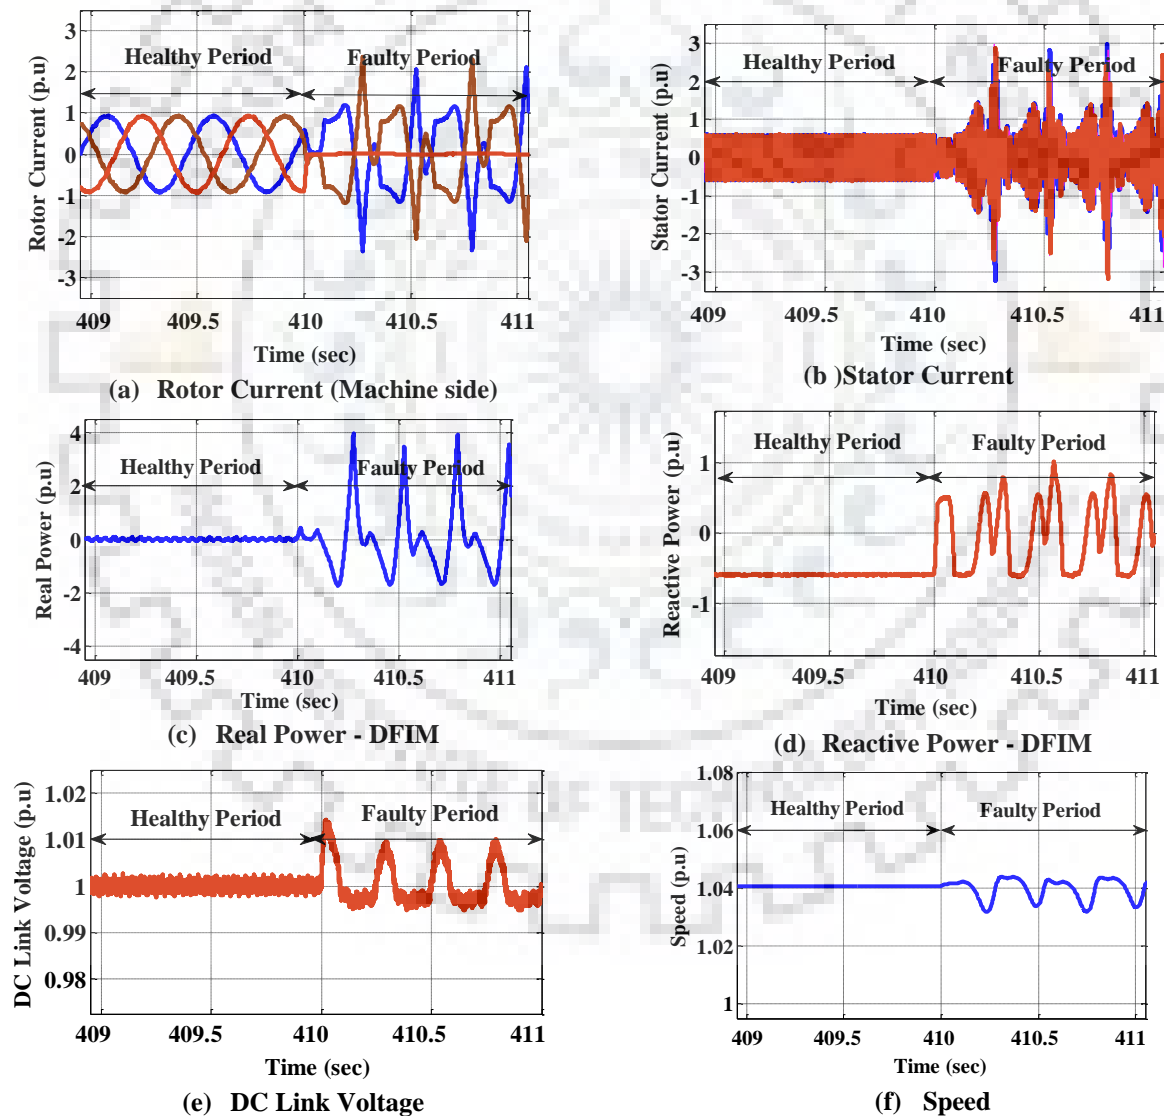 Rotor Current (p.u)
3
2
1
0
-1
-2
-3
Healthy Period
Faulty Period
409
409.5
410
410.5
411
Time (sec)
(a) Rotor Current (Machine side)
Stator Current (p.u)
3
2
1
0
-1
-2
-3
Healthy Period
Faulty Period
409
409.5
410
410.5
411
Time (sec)
(b )Stator Current
Real Power (p.u)
4
2
0
-2
-4
Healthy Period
Faulty Period
409
409.5
410
410.5
411
Time (sec)
(c) Real Power - DFIM
Reactive Power (p.u)
1
0
-1
Healthy Period
Faulty Period
409
409.5
410
410.5
411
Time (sec)
(d) Reactive Power - DFIM
DC Link Voltage (p.u)
1.02
1.01
1
0.99
0.98
Healthy Period
Faulty Period
409
409.5
410
410.5
411
Time (sec)
(e) DC Link Voltage
Speed (p.u)
1.08
1.06
1.04
1.02
1
Healthy Period
Faulty Period
409
409.5
410
410.5
411
Time (sec)
(f) Speed